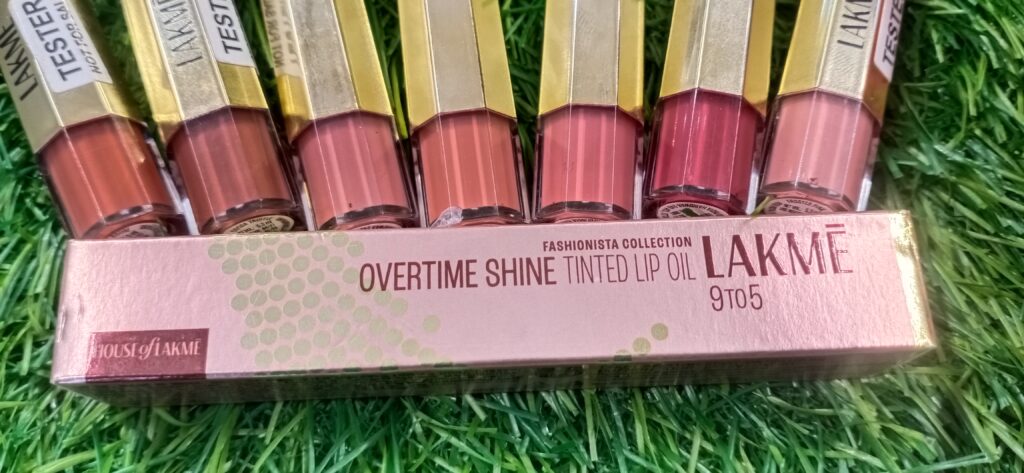 LAKMĒ
TESTER
NOT FOR SALE
LAKMĒ
TESTER
LAKMĒ
TESTER
FASHIONISTA COLLECTION
OVERTIME SHINE TINTED LIP OIL
LAKMĒ
9TO5
HOUSE of LAKMĒ